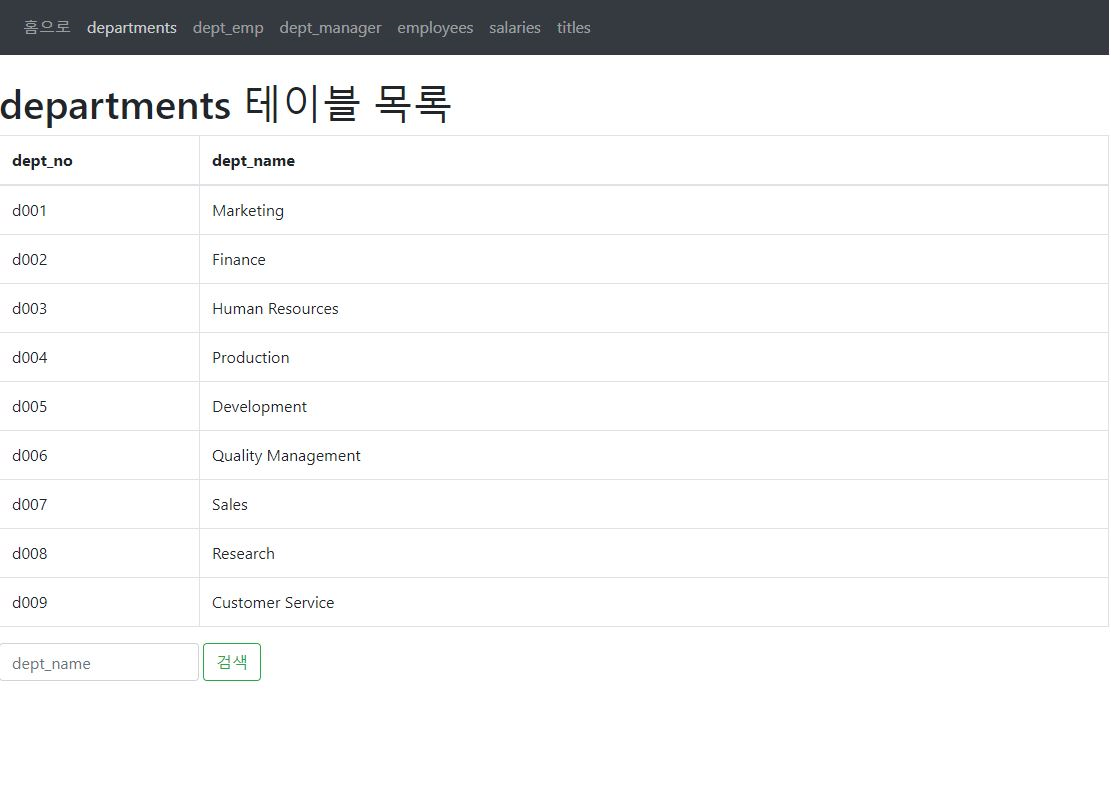 홈으로 departments dept_emp dept_manager employees salaries titles
departments 테이블 목록
dept_no dept_name
d001 Marketing
d002 Finance
d003 Human Resources
d004 Production
d005 Development
d006 Quality Management
d007 Sales
d008 Research
d009 Customer Service
dept_name 검색